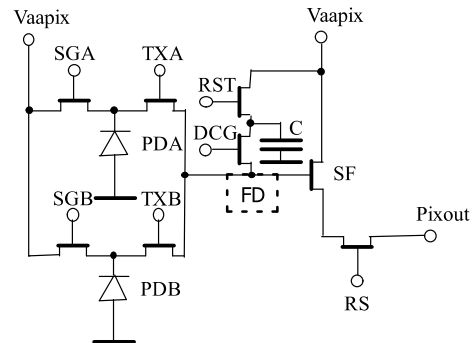 Vaapix
Vaapix
SGA
TXA
RST
C
PDA
DCG
SF
SGB
TXB
FD
Pixout
PDB
RS